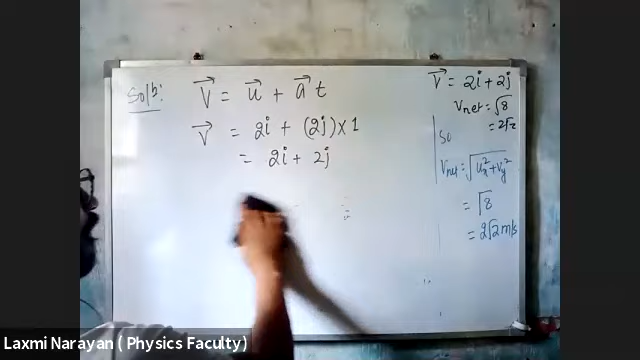 Solⁿ:
V⃗ = u⃗ + a⃗ t
V⃗ = 2i + (2j) × 1
= 2i + 2j
V⃗ = 2i + 2j
Vnet = √8
= 2√2
So
Vnet = √(ux² + vy²)
= √8
= 2√2 m/s
Laxmi Narayan ( Physics Faculty)